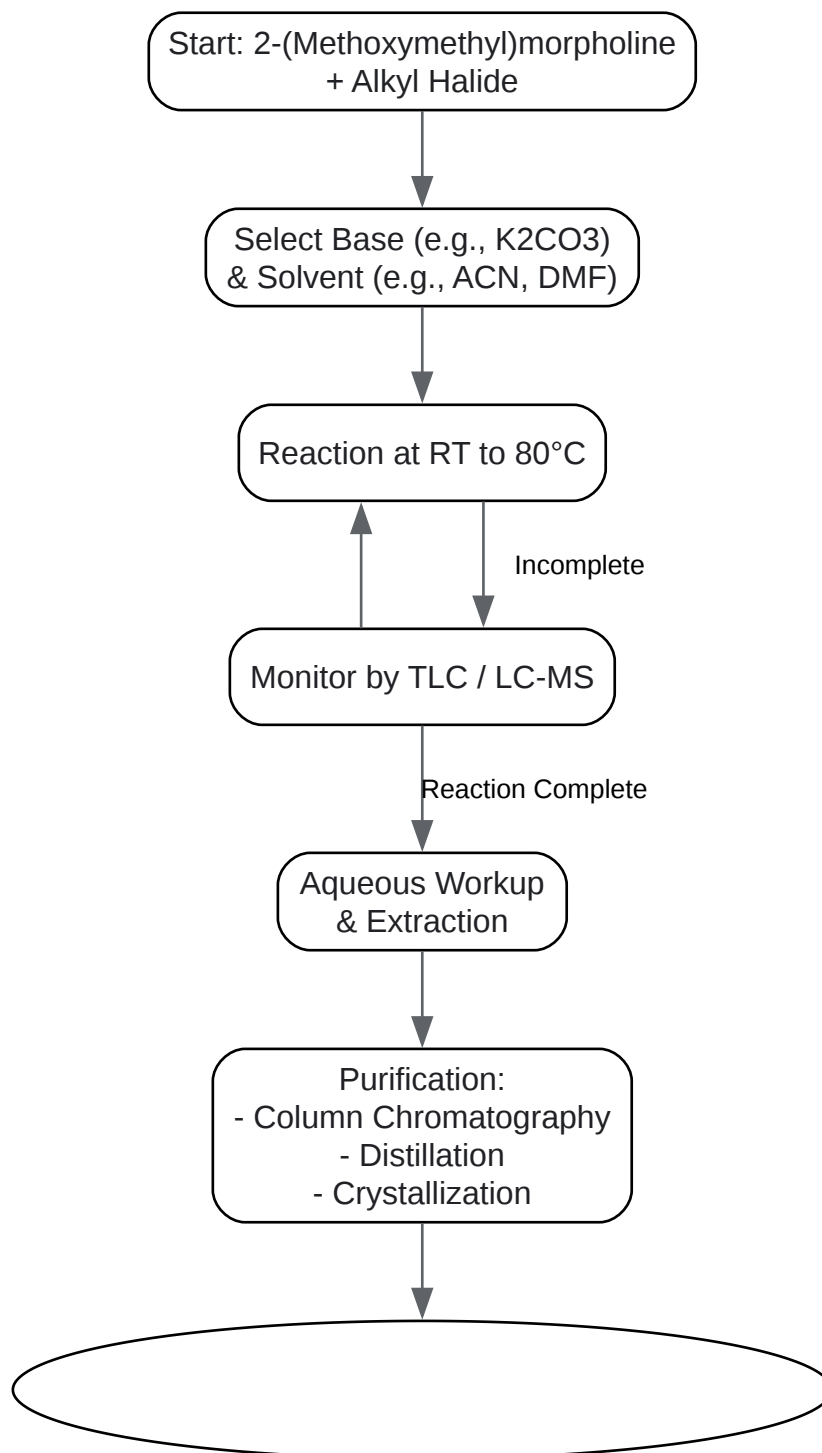 Start: 2-(Methoxymethyl)morpholine
+ Alkyl Halide
Select Base (e.g., K2CO3)
& Solvent (e.g., ACN, DMF)
Reaction at RT to 80°C
Incomplete
Monitor by TLC / LC-MS
Reaction Complete
Aqueous Workup
& Extraction
Purification:
- Column Chromatography
- Distillation
- Crystallization